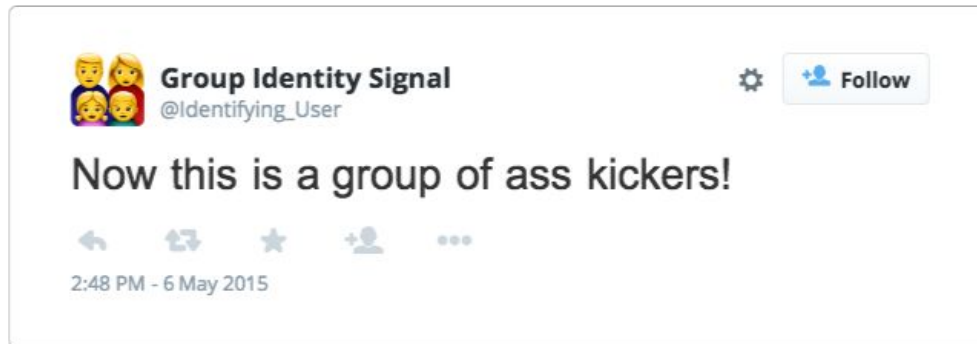 Group Identity Signal
@Identifying_User
Follow
Now this is a group of ass kickers!
2:48 PM - 6 May 2015